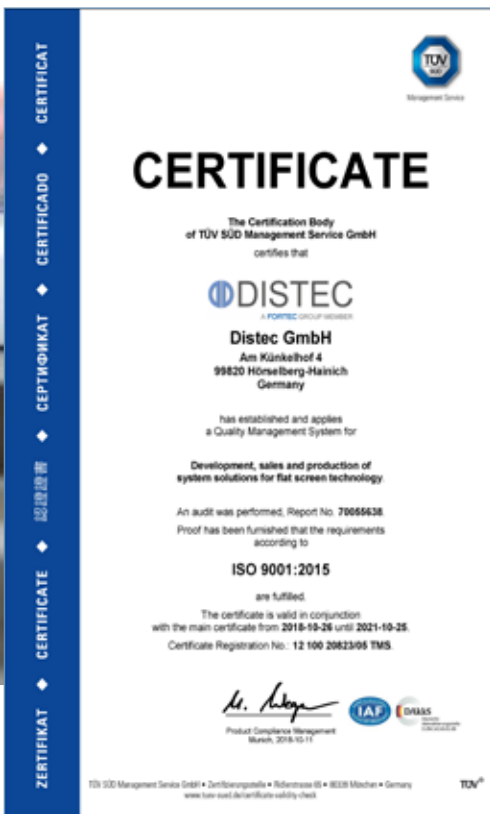 TÜV
SÜD
Management Service
CERTIFICATE
The Certification Body
of TÜV SÜD Management Service GmbH
certifies that
DISTEC
A FORTEC GROUP MEMBER
Distec GmbH
Am Künkelhof 4
99820 Hörselberg-Hainich
Germany
has established and applies
a Quality Management System for
Development, sales and production of
system solutions for flat screen technology.
An audit was performed, Report No. 70055638.
Proof has been furnished that the requirements
according to
ISO 9001:2015
are fulfilled.
The certificate is valid in conjunction
with the main certificate from 2018-10-26 until 2021-10-25.
Certificate Registration No.: 12 100 20823/05 TMS.
Product Compliance Management
Munich, 2018-10-11
IAF
DAkkS
TÜV SÜD Management Service GmbH • Zertifizierungsstelle • Ridlerstrasse 65 • 80339 München • Germany
www.tuev-sued.de/certificate-validity-check
TÜV®
ZERTIFIKAT ◆ CERTIFICATE ◆ 認證證書 ◆ СЕРТИФИКАТ ◆ CERTIFICADO ◆ CERTIFICAT